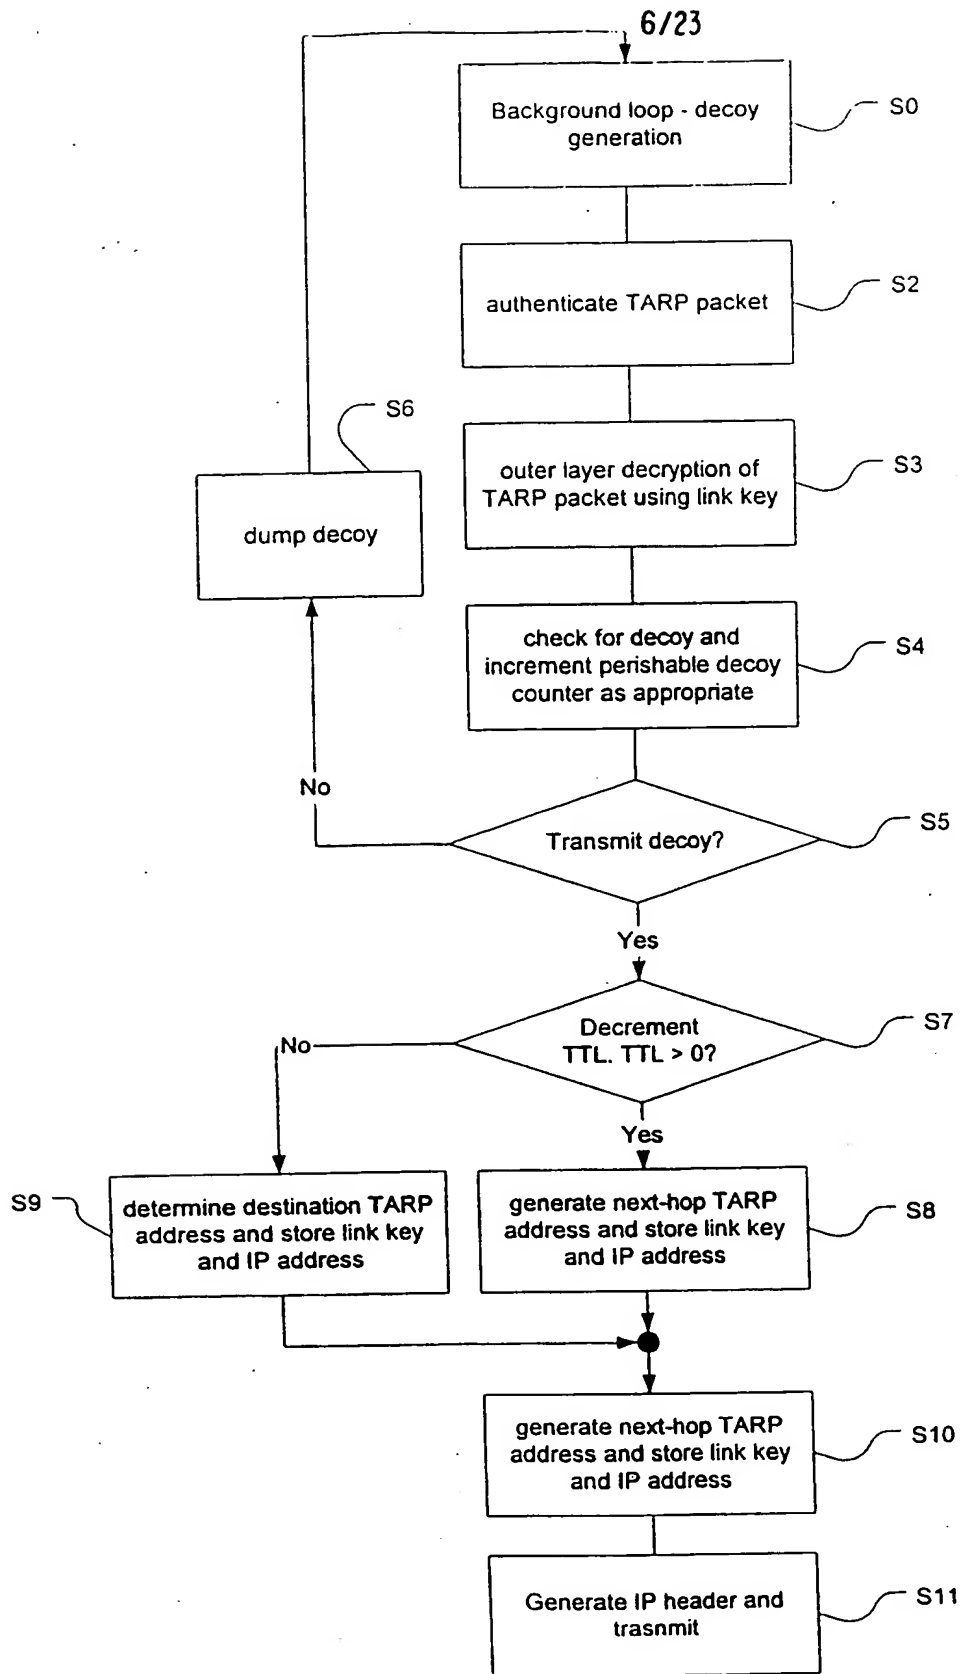 6/23
Background loop - decoy
generation
S0
authenticate TARP packet
S2
outer layer decryption of
TARP packet using link key
S3
S6
dump decoy
check for decoy and
increment perishable decoy
counter as appropriate
S4
No
Transmit decoy?
S5
Yes
Decrement
TTL. TTL > 0?
S7
No
Yes
S9
determine destination TARP
address and store link key
and IP address
generate next-hop TARP
address and store link key
and IP address
S8
generate next-hop TARP
address and store link key
and IP address
S10
Generate IP header and
trasnmit
S11